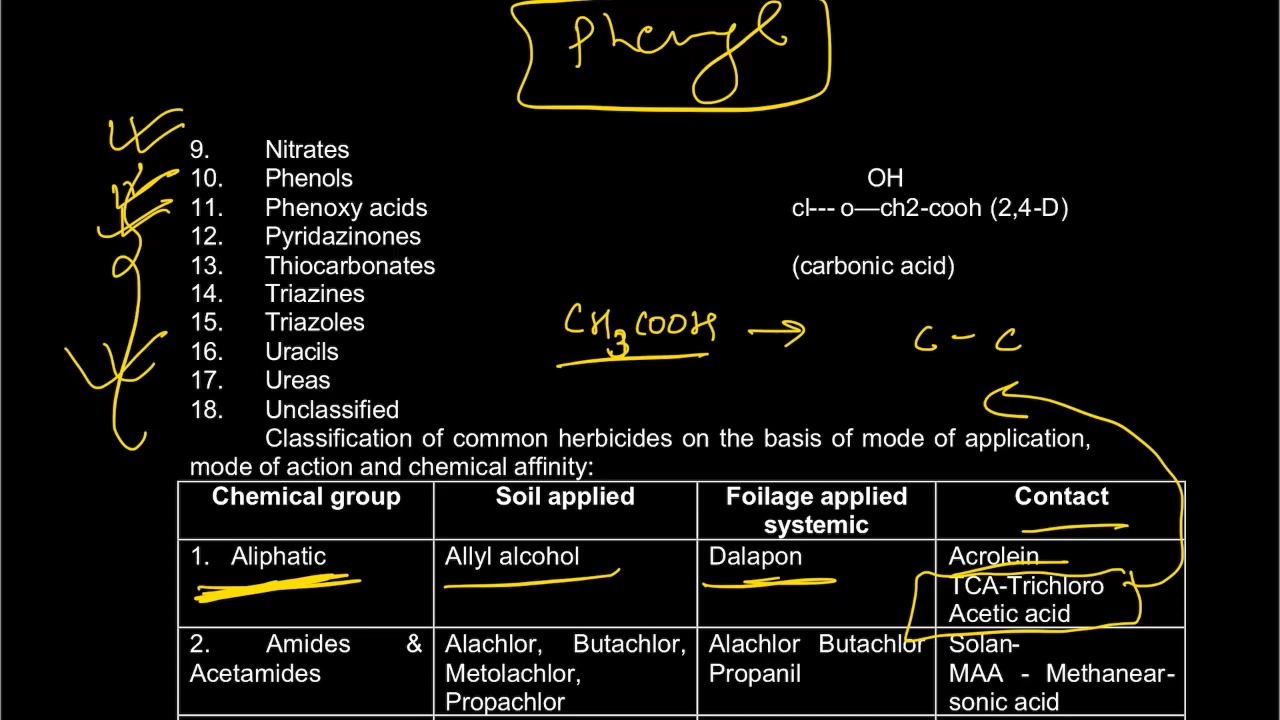 Phenyl
9. Nitrates
10. Phenols OH
11. Phenoxy acids cl--- o—ch2-cooh (2,4-D)
12. Pyridazinones
13. Thiocarbonates (carbonic acid)
14. Triazines
15. Triazoles CH3COOH → C – C
16. Uracils
17. Ureas
18. Unclassified
Classification of common herbicides on the basis of mode of application,
mode of action and chemical affinity:
Chemical group Soil applied Foilage applied Contact
systemic
1. Aliphatic Allyl alcohol Dalapon Acrolein
TCA-Trichloro
Acetic acid
2. Amides & Alachlor, Butachlor, Alachlor Butachlor Solan-
Acetamides Metolachlor, Propanil MAA - Methanear-
Propachlor sonic acid